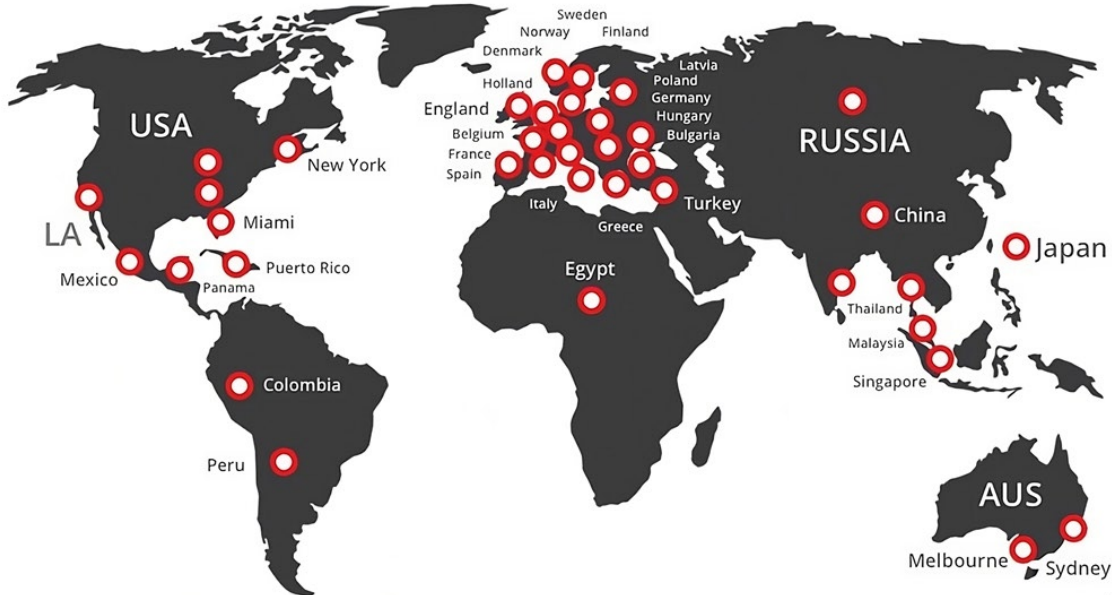 Sweden
Norway
Finland
Denmark
Latvia
Holland
Poland
Germany
England
Hungary
Belgium
Bulgaria
France
Spain
Italy
Turkey
Greece
USA
New York
LA
Miami
Mexico
Puerto Rico
Panama
Egypt
RUSSIA
China
Japan
Thailand
Malaysia
Singapore
Colombia
Peru
AUS
Melbourne
Sydney